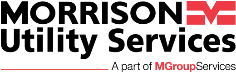 MORRISON
Utility Services
A part of MGroupServices